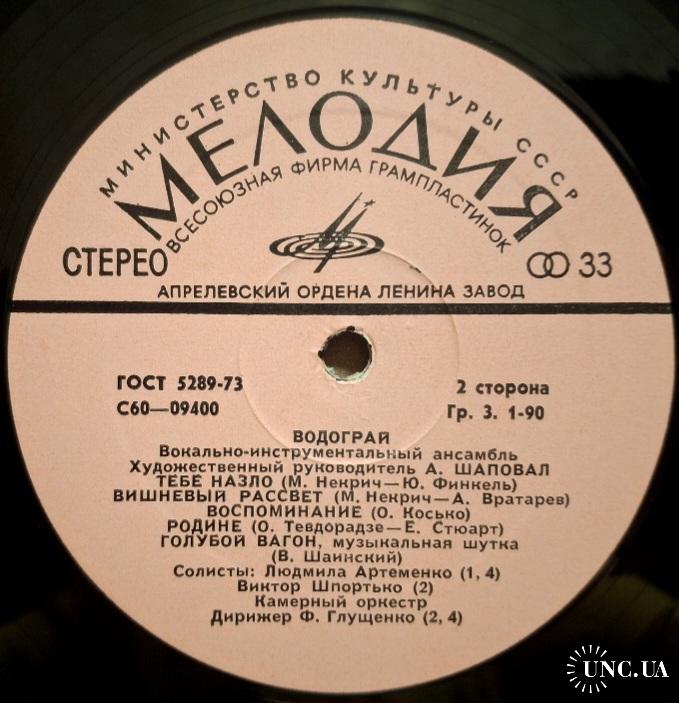 МИНИСТЕРСТВО КУЛЬТУРЫ СССР
МЕЛОДИЯ
ВСЕСОЮЗНАЯ ФИРМА ГРАМПЛАСТИНОК
СТЕРЕО
33
АПРЕЛЕВСКИЙ ОРДЕНА ЛЕНИНА ЗАВОД
ГОСТ 5289-73
2 сторона
С60—09400
Гр. 3. 1-90
ВОДОГРАЙ
Вокально-инструментальный ансамбль
Художественный руководитель А. ШАПОВАЛ
ТЕБЕ НАЗЛО (М. Некрич—Ю. Финкель)
ВИШНЕВЫЙ РАССВЕТ (М. Некрич—А. Вратарев)
ВОСПОМИНАНИЕ (О. Косько)
РОДИНЕ (О. Тевдорадзе—Е. Стюарт)
ГОЛУБОЙ ВАГОН, музыкальная шутка
(В. Шаинский)
Солисты: Людмила Артеменко (1, 4)
Виктор Шпортько (2)
Камерный оркестр
Дирижер Ф. Глущенко (2, 4)
UNC.UA